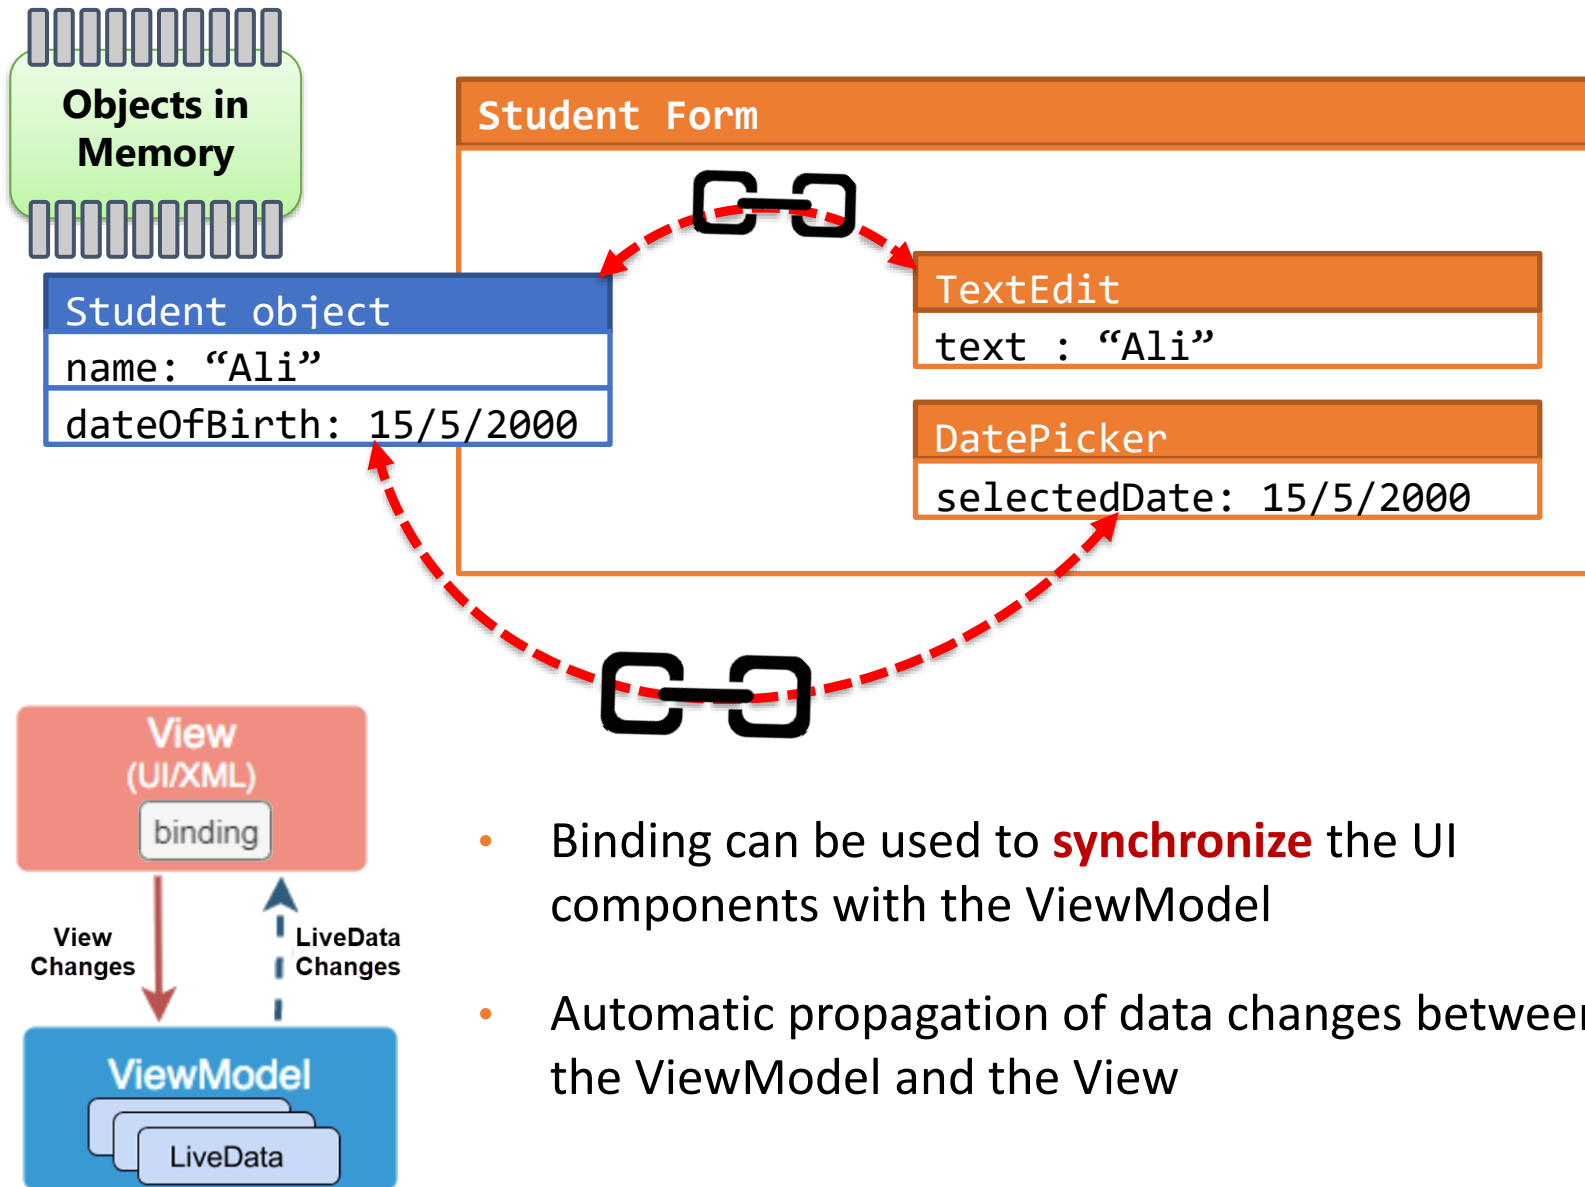 Objects in
Memory
Student Form
Student object
name: “Ali”
dateOfBirth: 15/5/2000
TextEdit
text : “Ali”
DatePicker
selectedDate: 15/5/2000
View
(UI/XML)
binding
View
Changes
LiveData
Changes
ViewModel
LiveData
• Binding can be used to synchronize the UI
components with the ViewModel
• Automatic propagation of data changes between
the ViewModel and the View